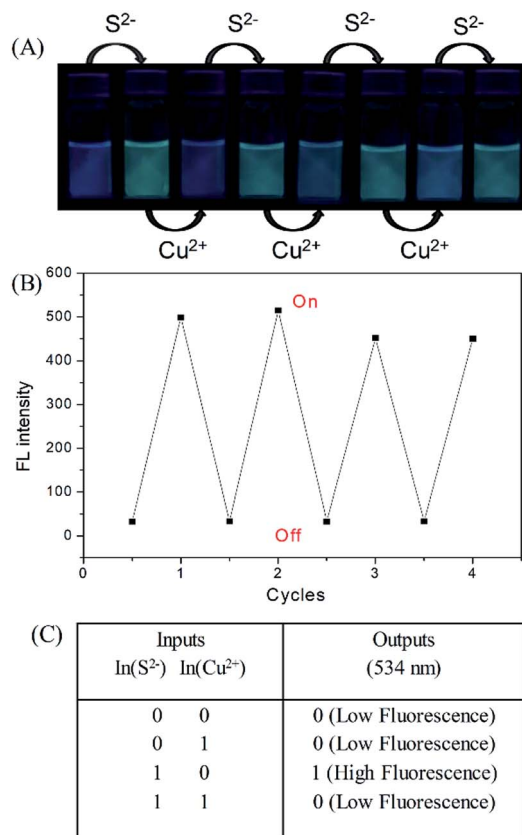 (A)
S²⁻ S²⁻ S²⁻ S²⁻
Cu²⁺ Cu²⁺ Cu²⁺
(B)
600
500
400
300
200
100
0
FL intensity
On
Off
0 1 2 3 4
Cycles
(C)
Inputs Outputs
In(S²⁻) In(Cu²⁺) (534 nm)
0 0 0 (Low Fluorescence)
0 1 0 (Low Fluorescence)
1 0 1 (High Fluorescence)
1 1 0 (Low Fluorescence)